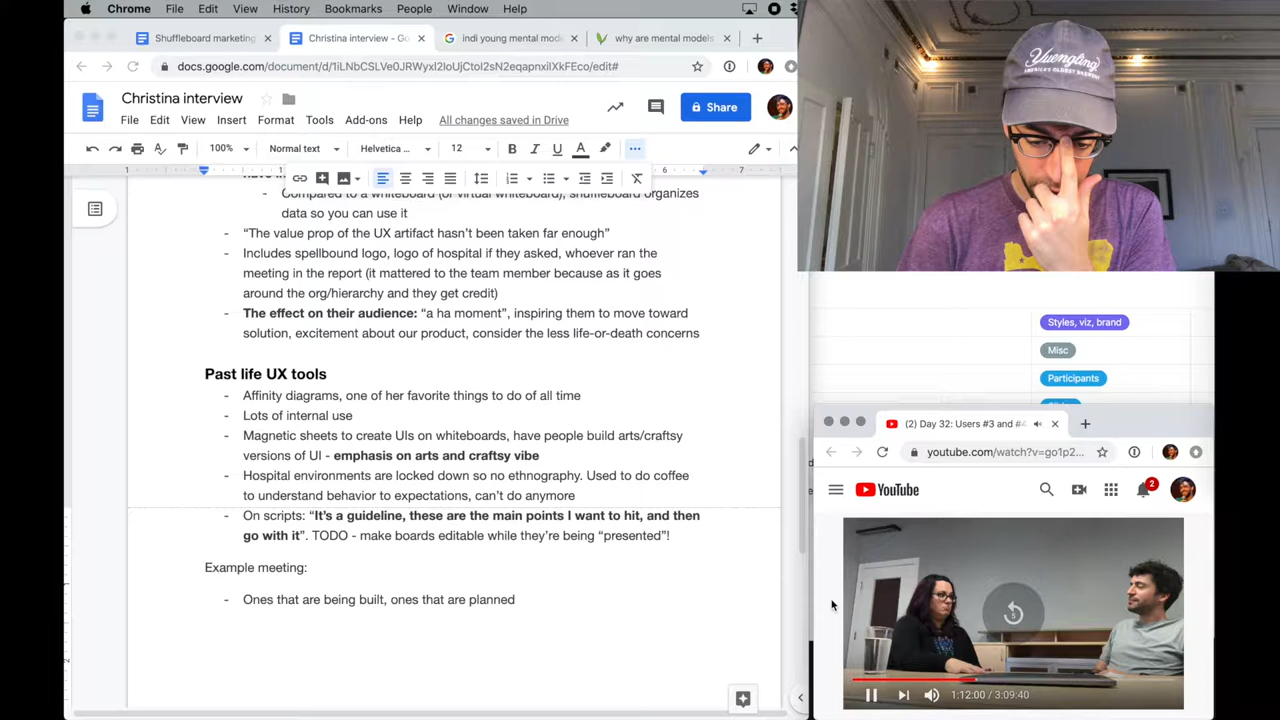 Chrome File Edit View History Bookmarks People Window Help
Shuffleboard marketing
Christina interview - Go
indi young mental mode
why are mental models
docs.google.com/document/d/1iLNbCSLVe0JRWyxI2IoUjCtoI2sN2eqapnxiIXkFEco/edit#
Christina interview
File Edit View Insert Format Tools Add-ons Help All changes saved in Drive
Share
100% Normal text Helvetica ... 12
Yuengling
AMERICA'S OLDEST BREWERY
1 6 7
Compared to a whiteboard (or virtual whiteboard), shuffleboard organizes
data so you can use it
- “The value prop of the UX artifact hasn’t been taken far enough”
- Includes spellbound logo, logo of hospital if they asked, whoever ran the
meeting in the report (it mattered to the team member because as it goes
around the org/hierarchy and they get credit)
- The effect on their audience: “a ha moment”, inspiring them to move toward
solution, excitement about our product, consider the less life-or-death concerns
Past life UX tools
- Affinity diagrams, one of her favorite things to do of all time
- Lots of internal use
- Magnetic sheets to create UIs on whiteboards, have people build arts/craftsy
versions of UI - emphasis on arts and craftsy vibe
- Hospital environments are locked down so no ethnography. Used to do coffee
to understand behavior to expectations, can’t do anymore
- On scripts: “It’s a guideline, these are the main points I want to hit, and then
go with it”. TODO - make boards editable while they’re being “presented”!
Example meeting:
- Ones that are being built, ones that are planned
Styles, viz, brand
Misc
Participants
(2) Day 32: Users #3 and #4
youtube.com/watch?v=go1p2...
YouTube
2
5
1:12:00 / 3:09:40